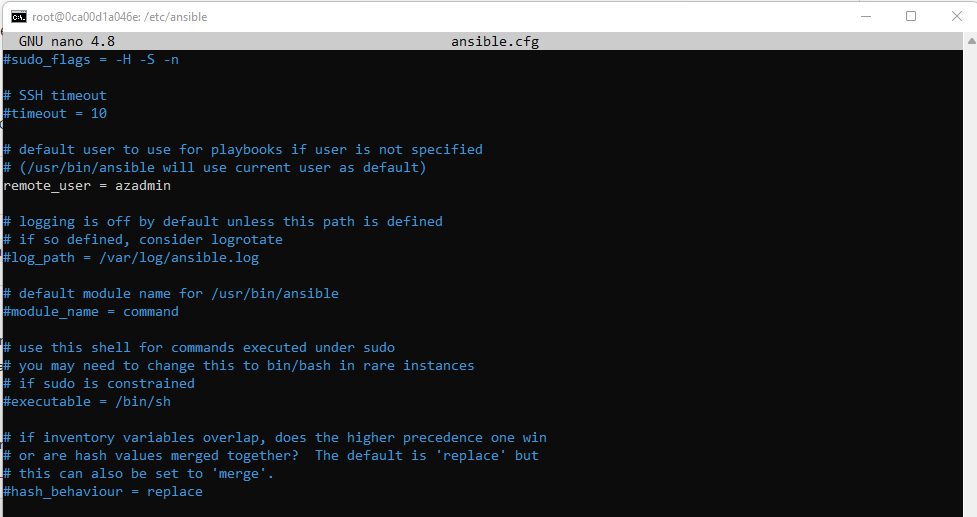 root@0ca00d1a046e: /etc/ansible
GNU nano 4.8 ansible.cfg
#sudo_flags = -H -S -n
# SSH timeout
#timeout = 10
# default user to use for playbooks if user is not specified
# (/usr/bin/ansible will use current user as default)
remote_user = azadmin
# logging is off by default unless this path is defined
# if so defined, consider logrotate
#log_path = /var/log/ansible.log
# default module name for /usr/bin/ansible
#module_name = command
# use this shell for commands executed under sudo
# you may need to change this to bin/bash in rare instances
# if sudo is constrained
#executable = /bin/sh
# if inventory variables overlap, does the higher precedence one win
# or are hash values merged together?  The default is 'replace' but
# this can also be set to 'merge'.
#hash_behaviour = replace